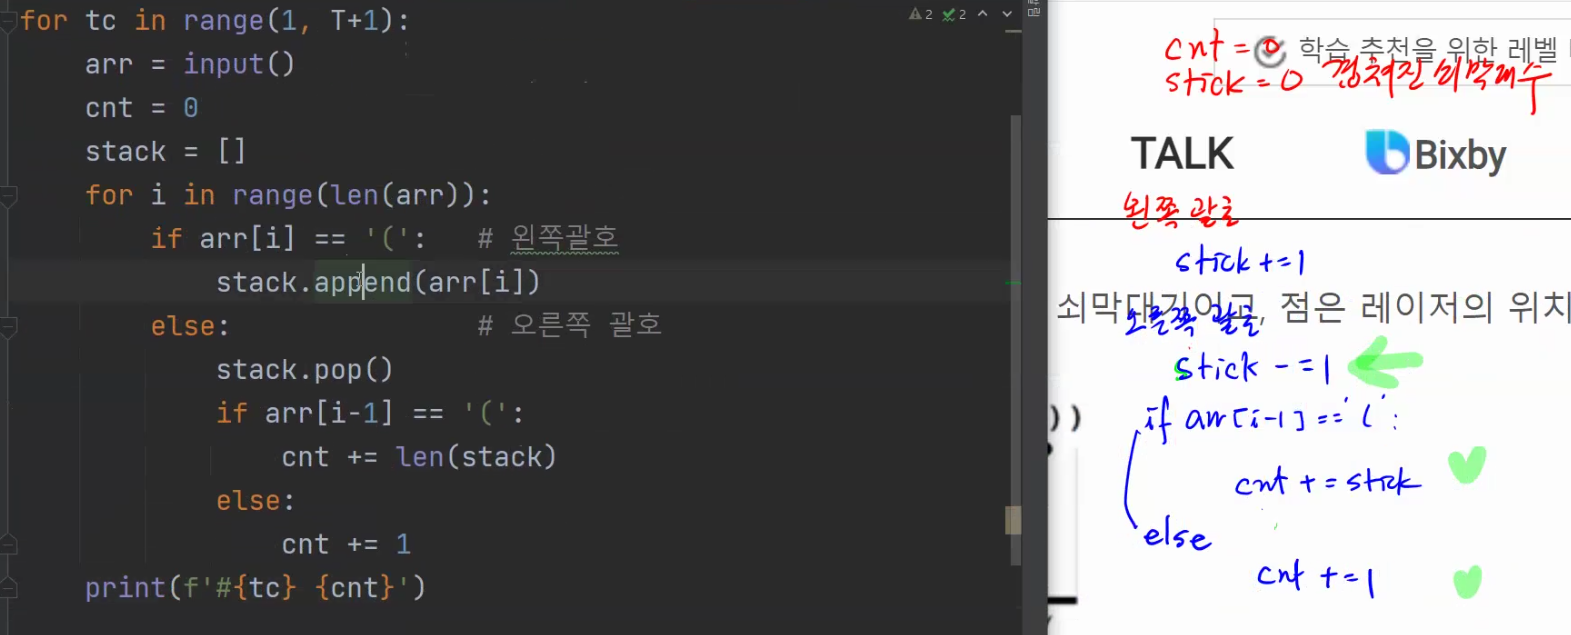 for tc in range(1, T+1):
    arr = input()
    cnt = 0
    stack = []
    for i in range(len(arr)):
        if arr[i] == '(':   # 왼쪽괄호
            stack.append(arr[i])
        else:               # 오른쪽 괄호
            stack.pop()
            if arr[i-1] == '(':
                cnt += len(stack)
            else:
                cnt += 1
    print(f'#{tc} {cnt}')
2 2
cnt = 0
학습 추천을 위한 레벨
stick = 0 겹쳐진 쇠막대수
TALK
Bixby
왼쪽 괄호
stick += 1
쇠막대기이고, 점은 레이저의 위치
오른쪽 괄호
stick -= 1
))
if arr[i-1] == '(':
cnt += stick
else
cnt += 1